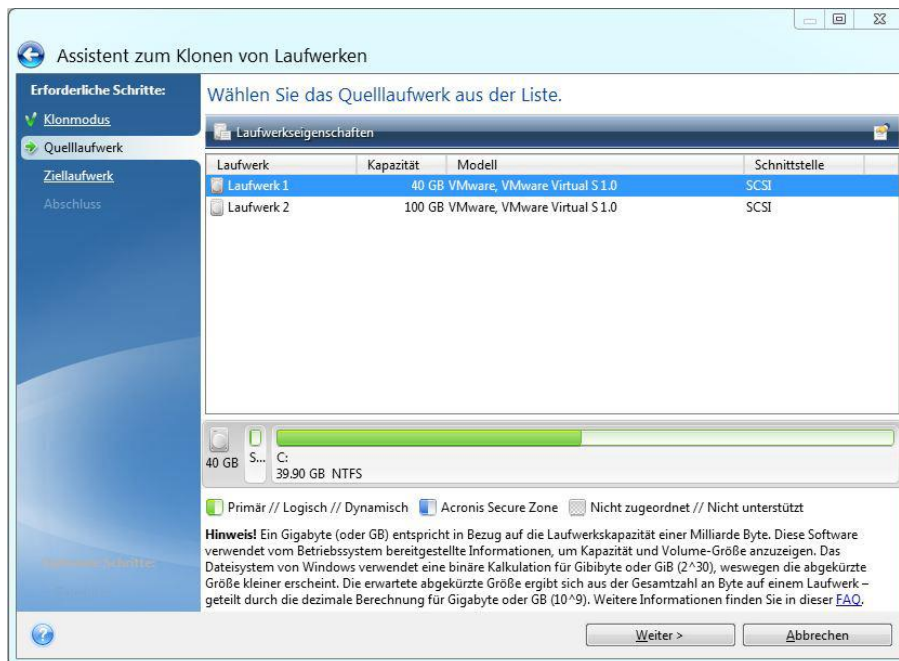 Assistent zum Klonen von Laufwerken
Erforderliche Schritte:
Klonmodus
Quelllaufwerk
Ziellaufwerk
Abschluss
Wählen Sie das Quelllaufwerk aus der Liste.
Laufwerkseigenschaften
Laufwerk Kapazität Modell Schnittstelle
Laufwerk 1 40 GB VMware, VMware Virtual S 1.0 SCSI
Laufwerk 2 100 GB VMware, VMware Virtual S 1.0 SCSI
40 GB S... C:
39.90 GB NTFS
Primär // Logisch // Dynamisch Acronis Secure Zone Nicht zugeordnet // Nicht unterstützt
Hinweis! Ein Gigabyte (oder GB) entspricht in Bezug auf die Laufwerkskapazität einer Milliarde Byte. Diese Software
verwendet vom Betriebssystem bereitgestellte Informationen, um Kapazität und Volume-Größe anzuzeigen. Das
Dateisystem von Windows verwendet eine binäre Kalkulation für Gibibyte oder GiB (2^30), weswegen die abgekürzte
Größe kleiner erscheint. Die erwartete abgekürzte Größe ergibt sich aus der Gesamtzahl an Byte auf einem Laufwerk –
geteilt durch die dezimale Berechnung für Gigabyte oder GB (10^9). Weitere Informationen finden Sie in dieser FAQ.
Schritte:
Weiter >
Abbrechen